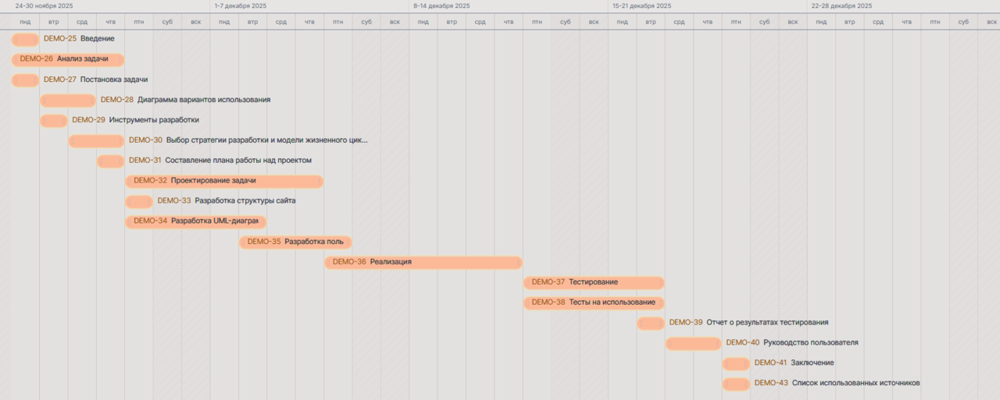 24-30 ноября 2025 1-7 декабря 2025 8-14 декабря 2025 15-21 декабря 2025 22-28 декабря 2025
пнд втр срд чтв птн суб вск пнд втр срд чтв птн суб вск пнд втр срд чтв птн суб вск пнд втр срд чтв птн суб вск пнд втр срд чтв птн суб вск
DEMO-25 Введение
DEMO-26 Анализ задачи
DEMO-27 Постановка задачи
DEMO-28 Диаграмма вариантов использования
DEMO-29 Инструменты разработки
DEMO-30 Выбор стратегии разработки и модели жизненного цик...
DEMO-31 Составление плана работы над проектом
DEMO-32 Проектирование задачи
DEMO-33 Разработка структуры сайта
DEMO-34 Разработка UML-диаграм
DEMO-35 Разработка поль
DEMO-36 Реализация
DEMO-37 Тестирование
DEMO-38 Тесты на использование
DEMO-39 Отчет о результатах тестирования
DEMO-40 Руководство пользователя
DEMO-41 Заключение
DEMO-43 Список использованных источников